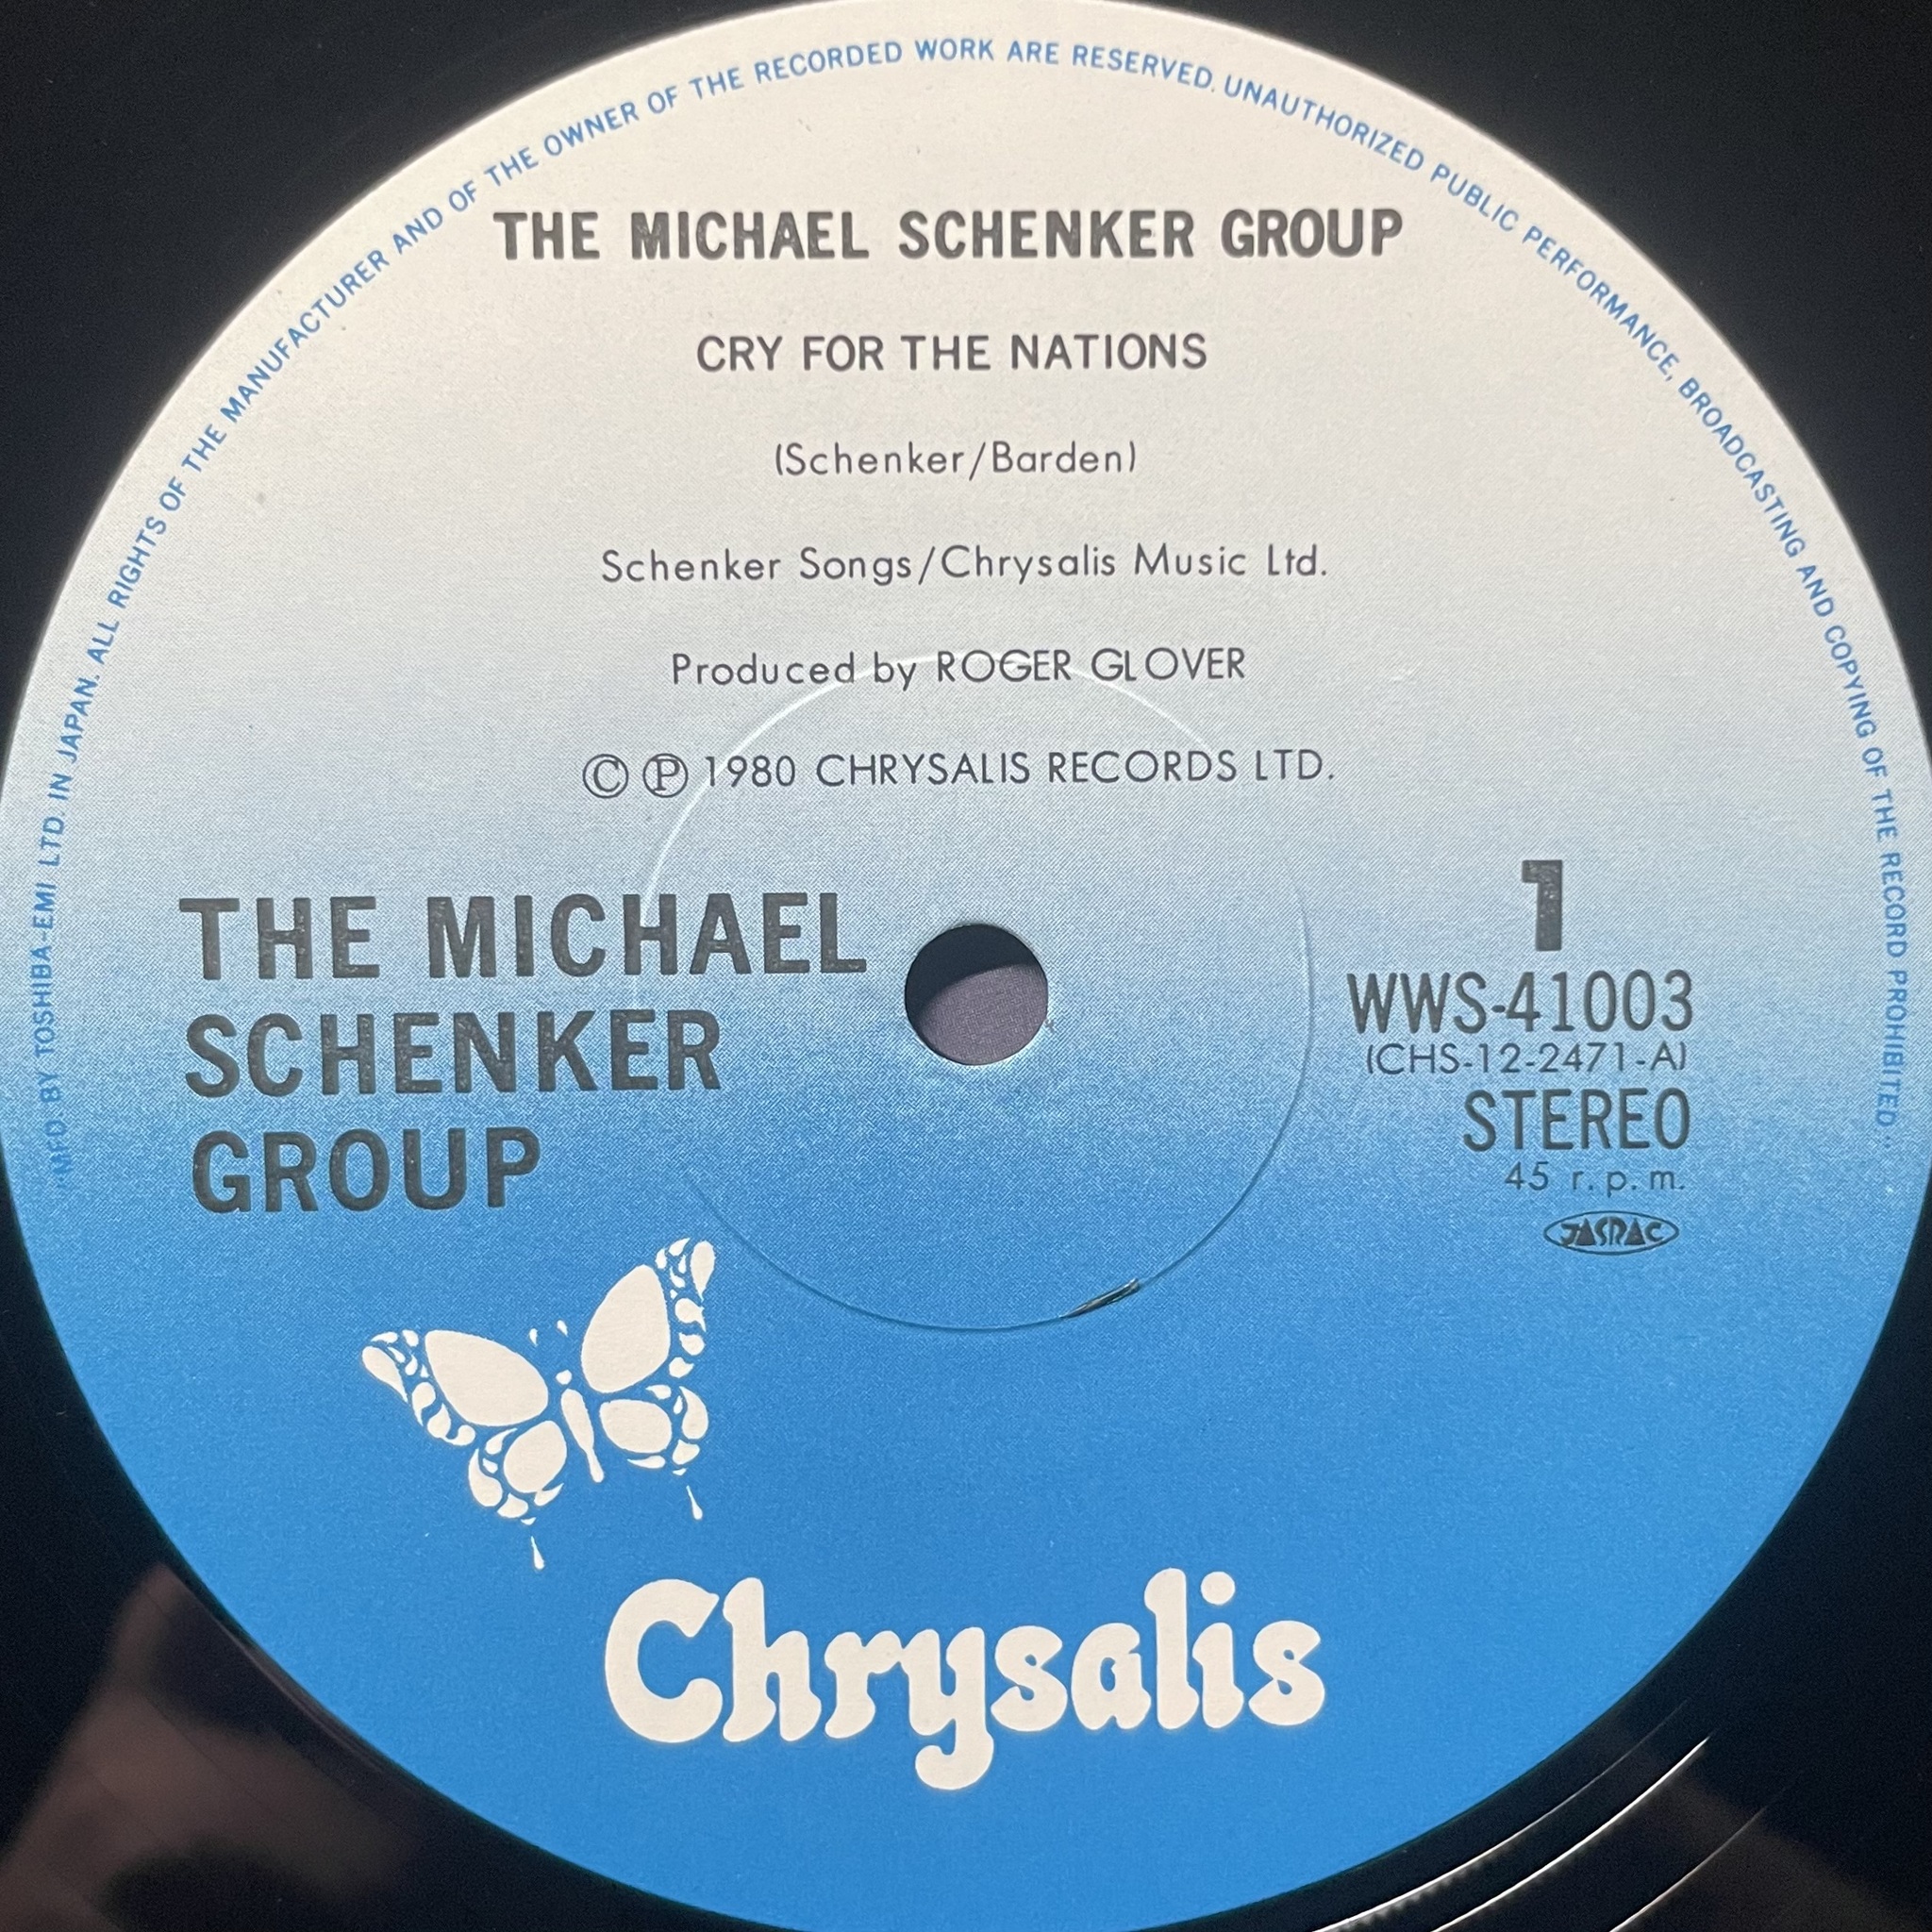 "MFD. BY TOSHIBA-EMI LTD. IN JAPAN. ALL RIGHTS OF THE MANUFACTURER AND OF THE OWNER OF THE RECORDED WORK ARE RESERVED. UNAUTHORIZED PUBLIC PERFORMANCE, BROADCASTING AND COPYING OF THE RECORD PROHIBITED."
THE MICHAEL SCHENKER GROUP
CRY FOR THE NATIONS
(Schenker/Barden)
Schenker Songs/Chrysalis Music Ltd.
Produced by ROGER GLOVER
© ℗ 1980 CHRYSALIS RECORDS LTD.
THE MICHAEL
SCHENKER
GROUP
1
WWS-41003
(CHS-12-2471-A)
STEREO
45 r.p.m.
JASRAC
Chrysalis